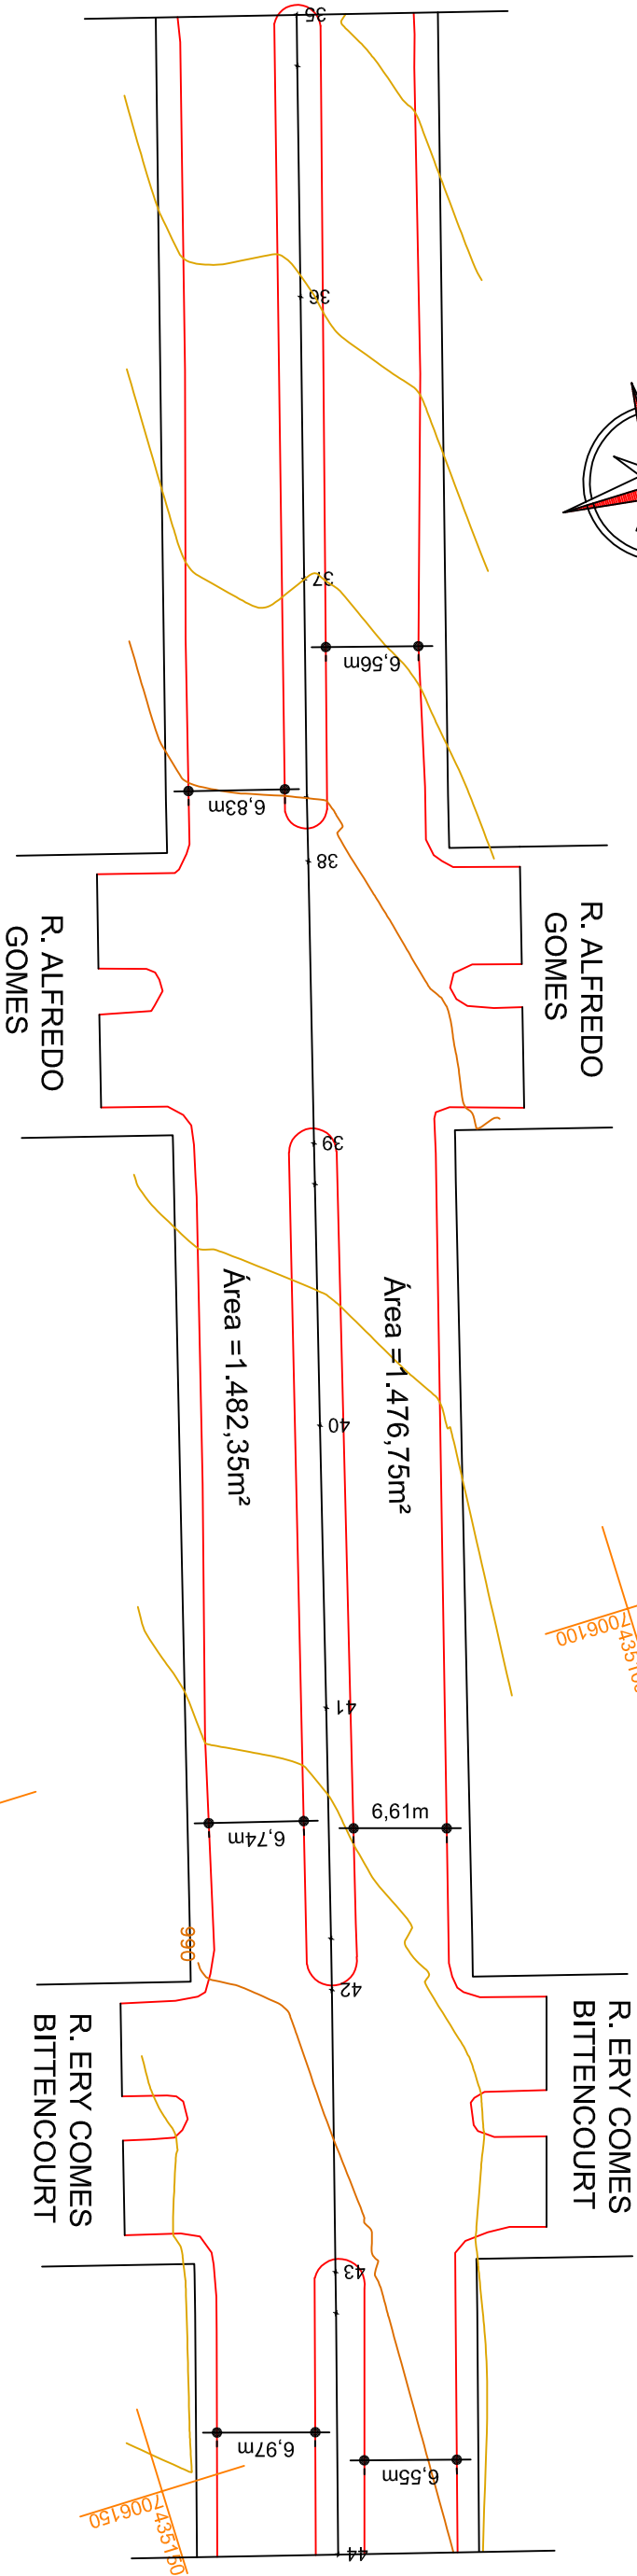 35
36
37
6,56m
6,83m
38
R. ALFREDO
GOMES
R. ALFREDO
GOMES
39
Área =1.482,35m²
Área =1.476,75m²
40
7006100
41
6,74m
6,61m
990
42
R. ERY COMES
BITTENCOURT
R. ERY COMES
BITTENCOURT
43
6,97m
6,55m
7006150
7435150
44